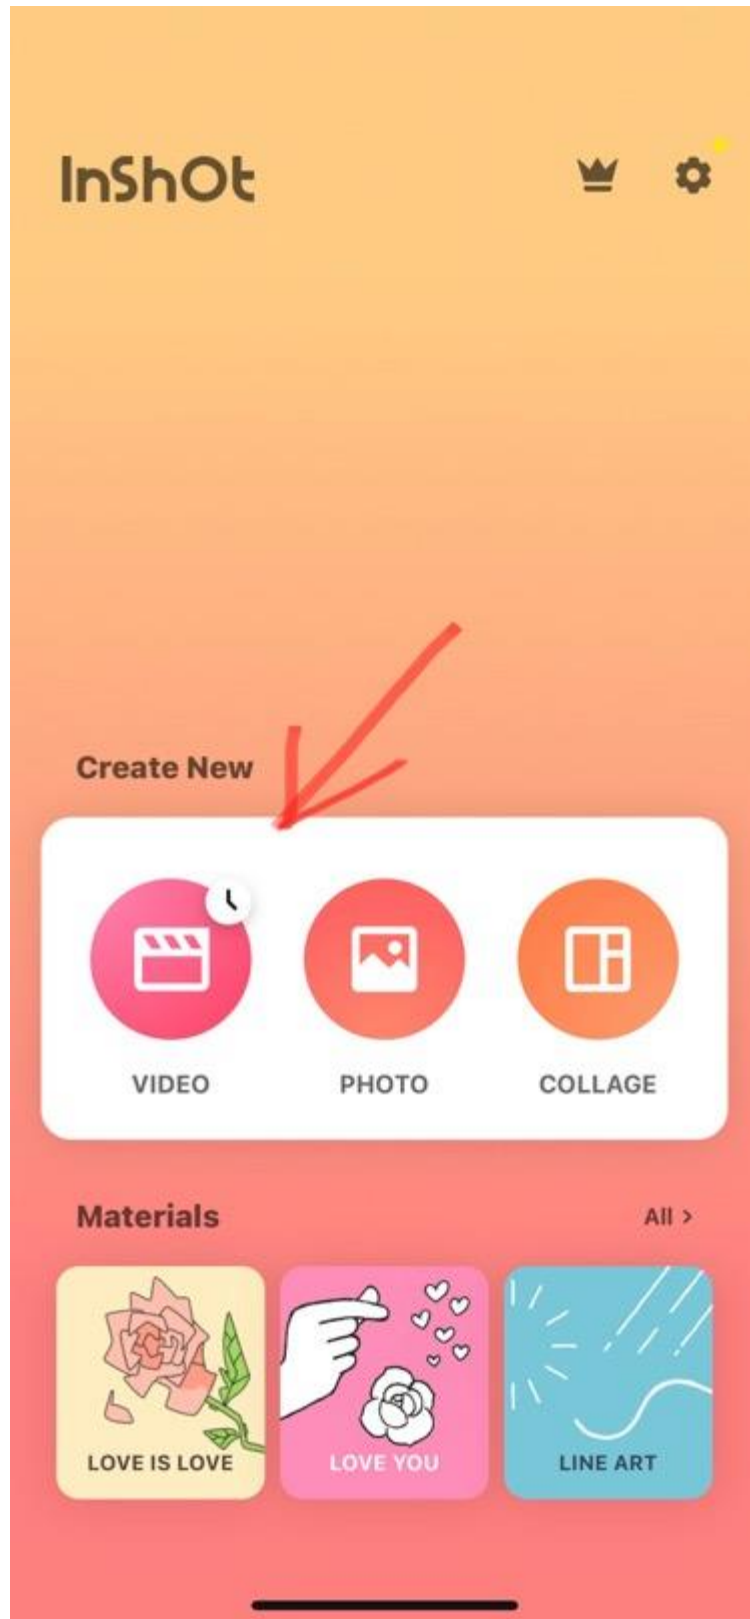 InShOt
Create New
VIDEO
PHOTO
COLLAGE
Materials
All >
LOVE IS LOVE
LOVE YOU
LINE ART